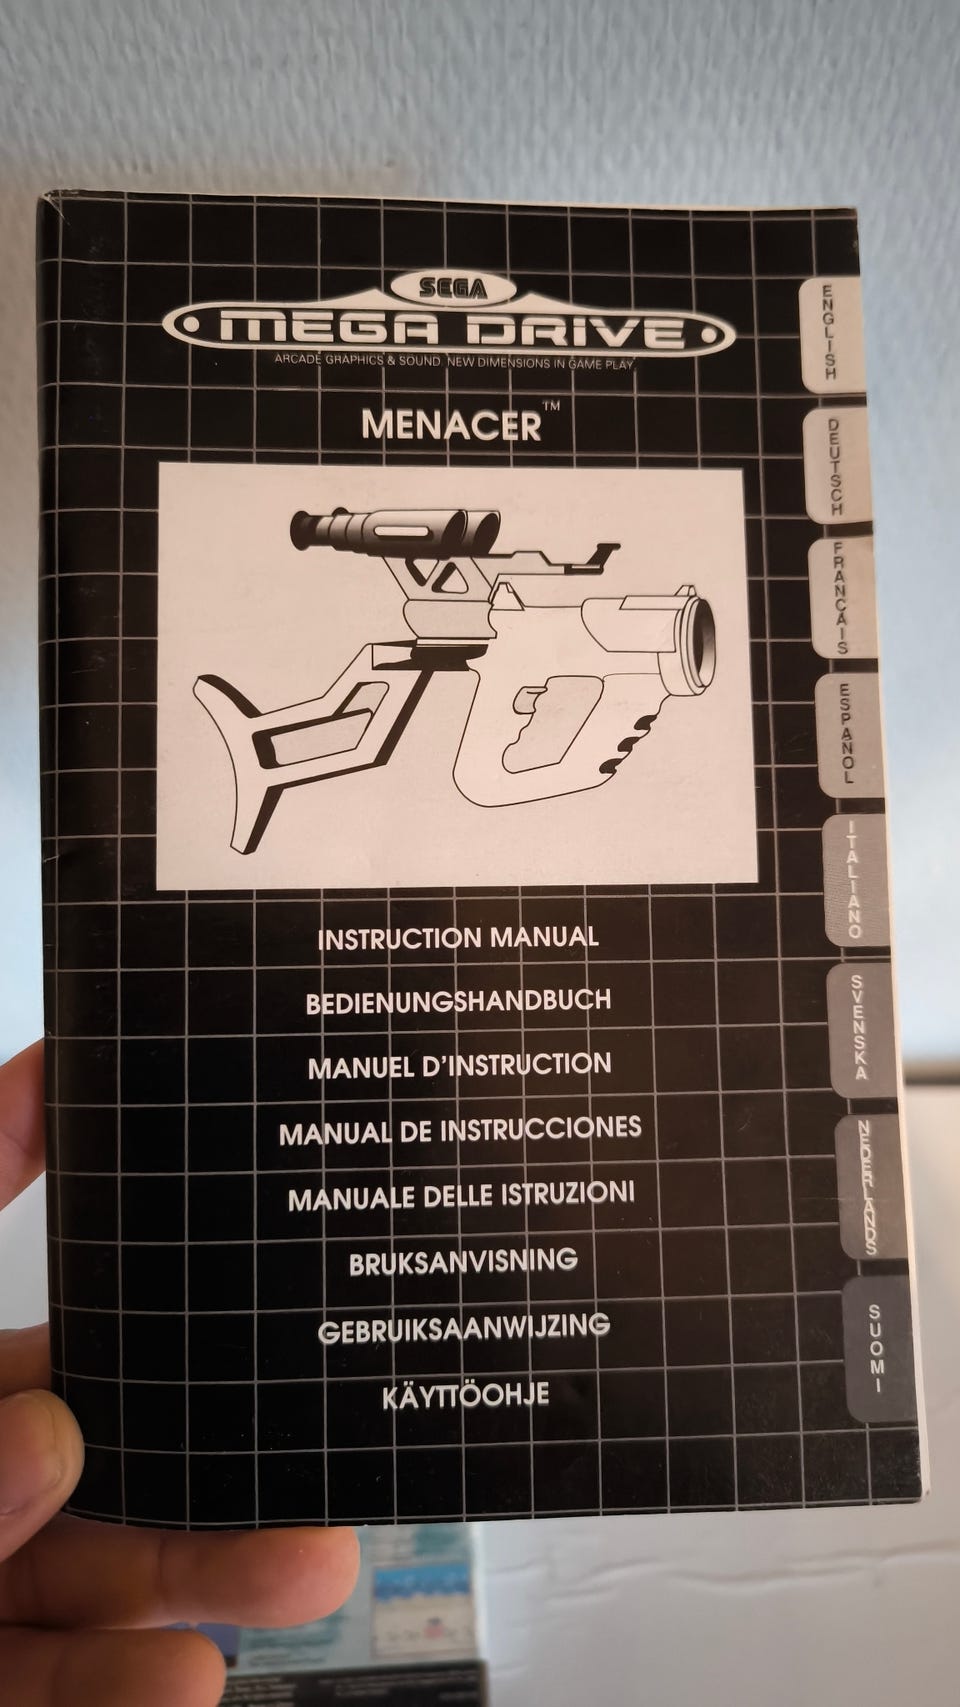 SEGA
MEGA DRIVE
ARCADE GRAPHICS & SOUND. NEW DIMENSIONS IN GAME PLAY.
MENACER™
INSTRUCTION MANUAL
BEDIENUNGSHANDBUCH
MANUEL D'INSTRUCTION
MANUAL DE INSTRUCCIONES
MANUALE DELLE ISTRUZIONI
BRUKSANVISNING
GEBRUIKSAANWIJZING
KÄYTTÖOHJE
ENGLISH
DEUTSCH
FRANÇAIS
ESPANOL
ITALIANO
SVENSKA
NEDERLANDS
SUOMI